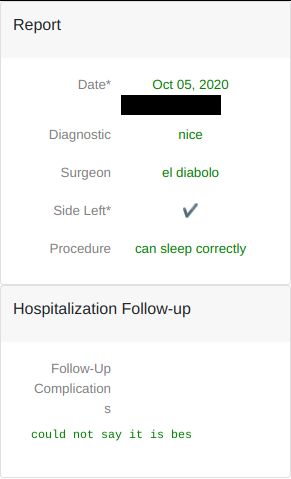 Report
Date* Oct 05, 2020
Diagnostic nice
Surgeon el diabolo
Side Left* ✔
Procedure can sleep correctly
Hospitalization Follow-up
Follow-Up
Complication
s
could not say it is bes